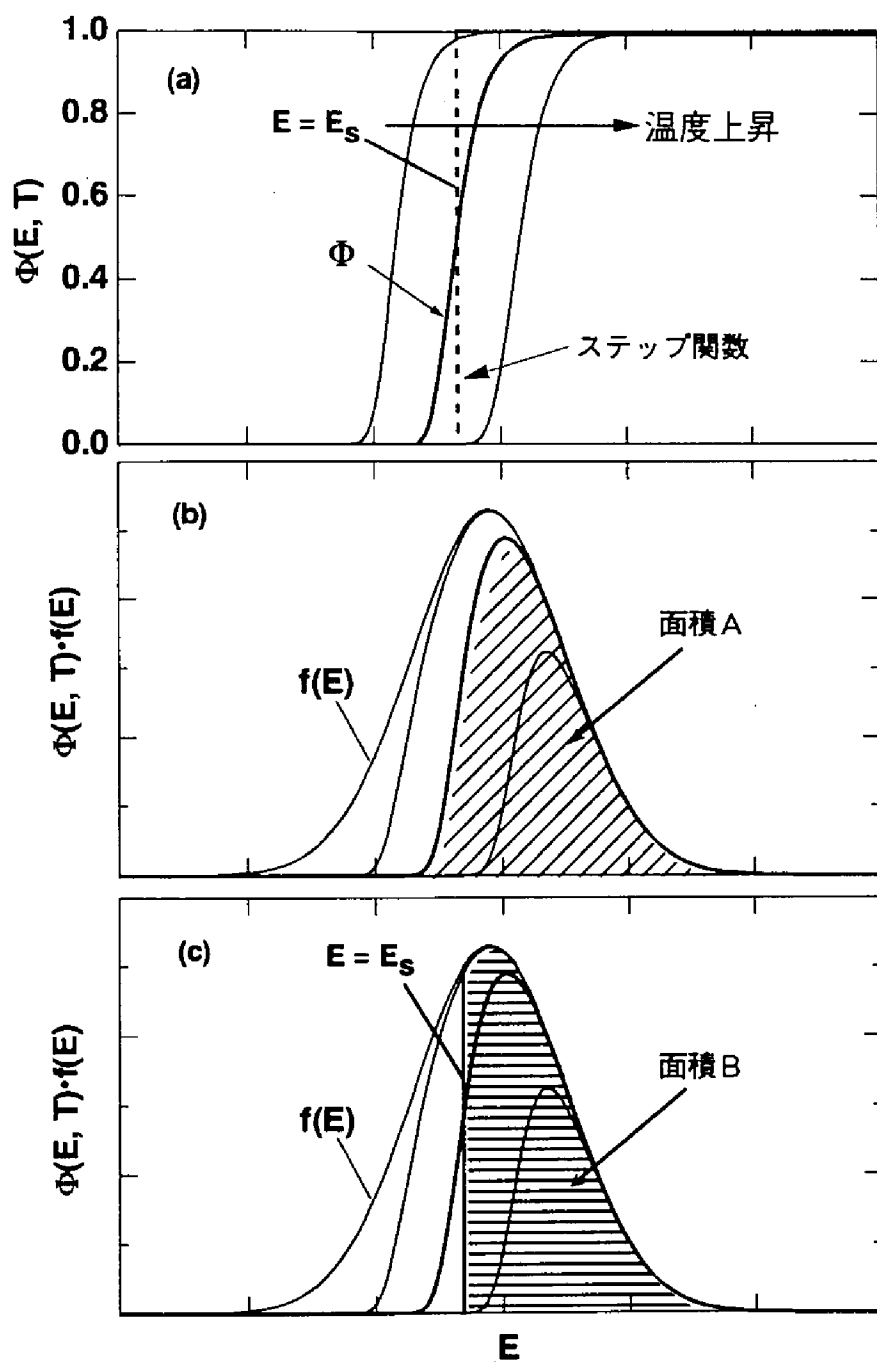 (a)
Φ(E, T)
1.0
0.8
0.6
0.4
0.2
0.0
E = Es
温度上昇
Φ
ステップ関数
(b)
Φ(E, T)·f(E)
f(E)
面積A
(c)
Φ(E, T)·f(E)
E = Es
f(E)
面積B
E